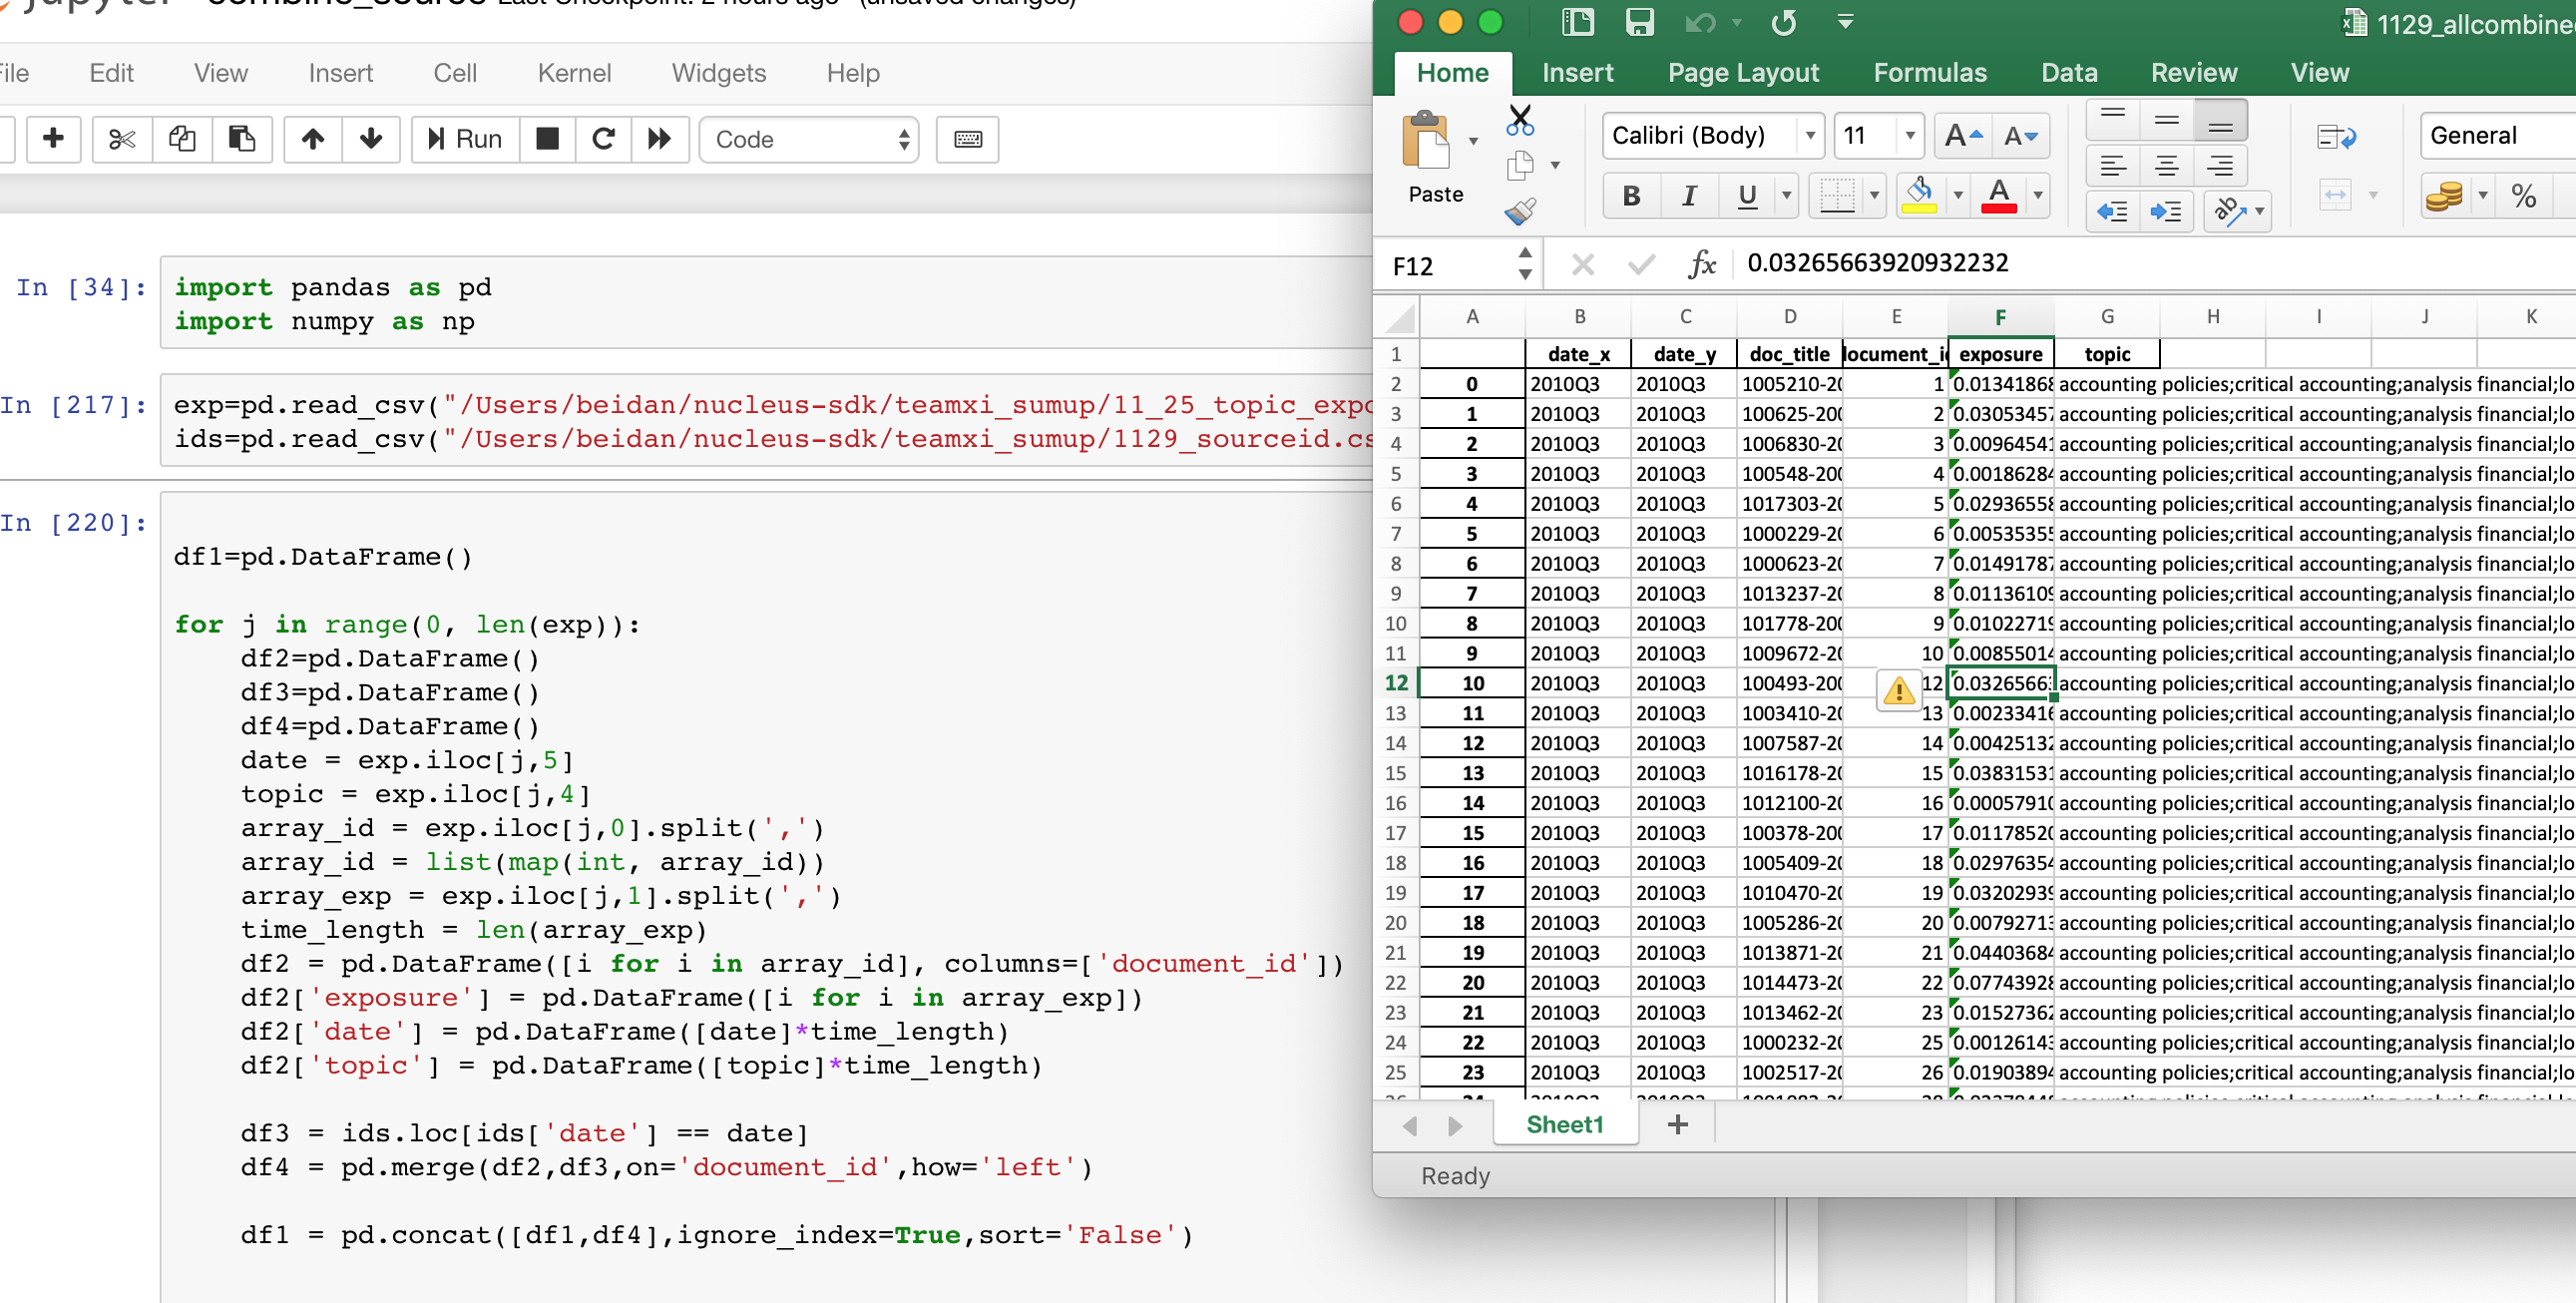 combine_source Last Checkpoint: 2 hours ago (unsaved changes)
File Edit View Insert Cell Kernel Widgets Help
Run Code
In [34]:
import pandas as pd
import numpy as np
In [217]:
exp=pd.read_csv("/Users/beidan/nucleus-sdk/teamxi_sumup/11_25_topic_expo
ids=pd.read_csv("/Users/beidan/nucleus-sdk/teamxi_sumup/1129_sourceid.cs
In [220]:
df1=pd.DataFrame()
for j in range(0, len(exp)):
df2=pd.DataFrame()
df3=pd.DataFrame()
df4=pd.DataFrame()
date = exp.iloc[j,5]
topic = exp.iloc[j,4]
array_id = exp.iloc[j,0].split(',')
array_id = list(map(int, array_id))
array_exp = exp.iloc[j,1].split(',')
time_length = len(array_exp)
df2 = pd.DataFrame([i for i in array_id], columns=['document_id'])
df2['exposure'] = pd.DataFrame([i for i in array_exp])
df2['date'] = pd.DataFrame([date]*time_length)
df2['topic'] = pd.DataFrame([topic]*time_length)
df3 = ids.loc[ids['date'] == date]
df4 = pd.merge(df2,df3,on='document_id',how='left')
df1 = pd.concat([df1,df4],ignore_index=True,sort='False')
1129_allcombine
Home Insert Page Layout Formulas Data Review View
Paste Calibri (Body) 11 General
B I U A %
F12 fx 0.03265663920932232
A B C D E F G H I J K
1 date_x date_y doc_title document_id exposure topic
2 0 2010Q3 2010Q3 1005210-20 1 0.01341868 accounting policies;critical accounting;analysis financial;lo
3 1 2010Q3 2010Q3 100625-200 2 0.03053457 accounting policies;critical accounting;analysis financial;lo
4 2 2010Q3 2010Q3 1006830-20 3 0.00964541 accounting policies;critical accounting;analysis financial;lo
5 3 2010Q3 2010Q3 100548-200 4 0.00186284 accounting policies;critical accounting;analysis financial;lo
6 4 2010Q3 2010Q3 1017303-20 5 0.02936558 accounting policies;critical accounting;analysis financial;lo
7 5 2010Q3 2010Q3 1000229-20 6 0.00535355 accounting policies;critical accounting;analysis financial;lo
8 6 2010Q3 2010Q3 1000623-20 7 0.01491787 accounting policies;critical accounting;analysis financial;lo
9 7 2010Q3 2010Q3 1013237-20 8 0.01136109 accounting policies;critical accounting;analysis financial;lo
10 8 2010Q3 2010Q3 101778-200 9 0.01022719 accounting policies;critical accounting;analysis financial;lo
11 9 2010Q3 2010Q3 1009672-20 10 0.00855014 accounting policies;critical accounting;analysis financial;lo
12 10 2010Q3 2010Q3 100493-200 12 0.0326566 accounting policies;critical accounting;analysis financial;lo
13 11 2010Q3 2010Q3 1003410-20 13 0.00233416 accounting policies;critical accounting;analysis financial;lo
14 12 2010Q3 2010Q3 1007587-20 14 0.00425132 accounting policies;critical accounting;analysis financial;lo
15 13 2010Q3 2010Q3 1016178-20 15 0.03831531 accounting policies;critical accounting;analysis financial;lo
16 14 2010Q3 2010Q3 1012100-20 16 0.00057910 accounting policies;critical accounting;analysis financial;lo
17 15 2010Q3 2010Q3 100378-200 17 0.01178520 accounting policies;critical accounting;analysis financial;lo
18 16 2010Q3 2010Q3 1005409-20 18 0.02976354 accounting policies;critical accounting;analysis financial;lo
19 17 2010Q3 2010Q3 1010470-20 19 0.03202939 accounting policies;critical accounting;analysis financial;lo
20 18 2010Q3 2010Q3 1005286-20 20 0.00792713 accounting policies;critical accounting;analysis financial;lo
21 19 2010Q3 2010Q3 1013871-20 21 0.04403684 accounting policies;critical accounting;analysis financial;lo
22 20 2010Q3 2010Q3 1014473-20 22 0.07743928 accounting policies;critical accounting;analysis financial;lo
23 21 2010Q3 2010Q3 1013462-20 23 0.01527362 accounting policies;critical accounting;analysis financial;lo
24 22 2010Q3 2010Q3 1000232-20 25 0.00126143 accounting policies;critical accounting;analysis financial;lo
25 23 2010Q3 2010Q3 1002517-20 26 0.01903894 accounting policies;critical accounting;analysis financial;lo
Sheet1
Ready